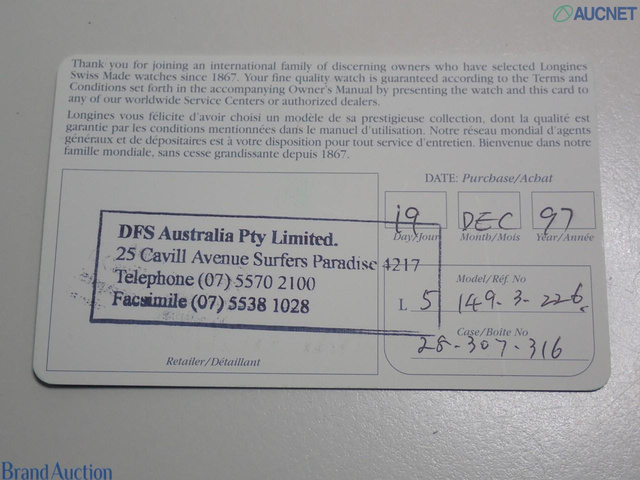 AUCNET
Thank you for joining an international family of discerning owners who have selected Longines
Swiss Made watches since 1867. Your fine quality watch is guaranteed according to the Terms and
Conditions set forth in the accompanying Owner's Manual by presenting the watch and this card to
any of our worldwide Service Centers or authorized dealers.
Longines vous félicite d'avoir choisi un modèle de sa prestigieuse collection, dont la qualité est
garantie par les conditions mentionnées dans le manuel d'utilisation. Notre réseau mondial d'agents
généraux et de dépositaires est à votre disposition pour tout service d'entretien. Bienvenue dans notre
famille mondiale, sans cesse grandissante depuis 1867.
DATE: Purchase/Achat
19 DEC 97
Day/Jour Month/Mois Year/Année
DFS Australia Pty Limited.
25 Cavill Avenue Surfers Paradise 4217
Telephone (07) 5570 2100
Facsimile (07) 5538 1028
Retailer/Détaillant
Model/Réf. No
L 5 149-3-226
Case/Boîte No
28-307-316
Brand Auction